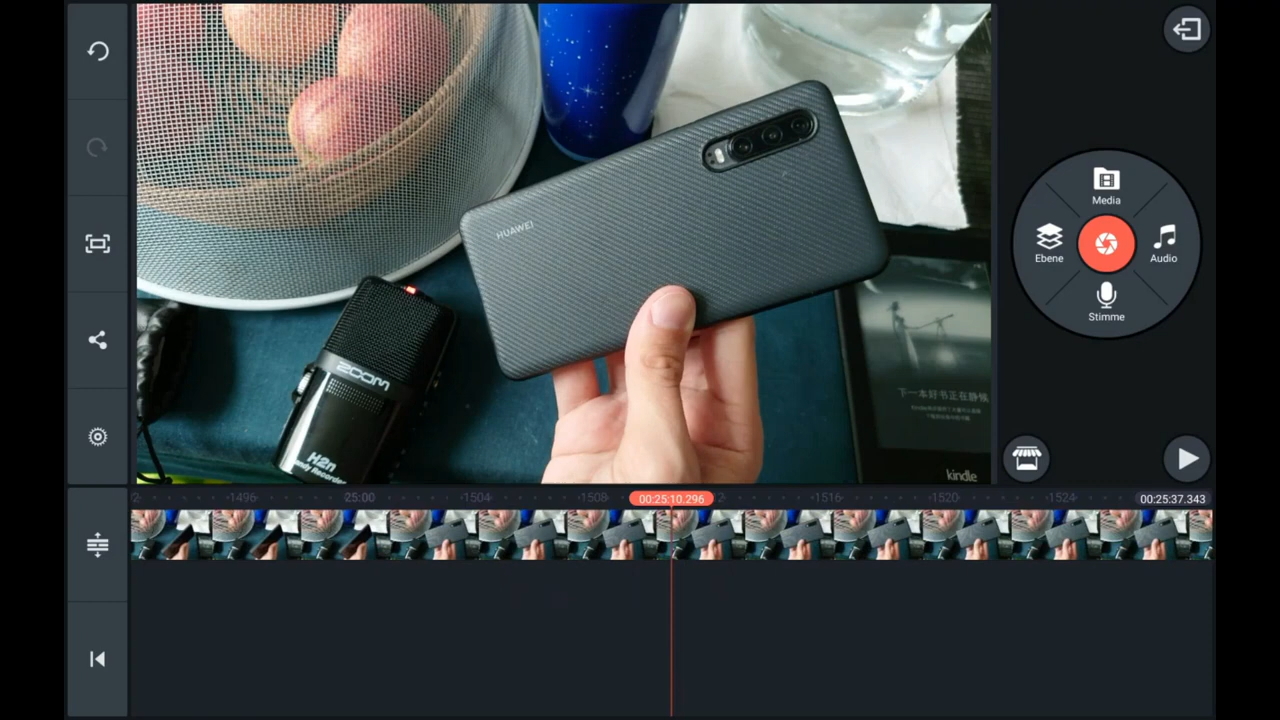 HUAWEI
ZOOM
H2n
Handy Recorder
下一本好书正在静候
kindle
Media
Ebene
Audio
Stimme
-1496
25:00
-1504
-1508
00:25:10.296
-1516
-1520
-1524
00:25:37.343